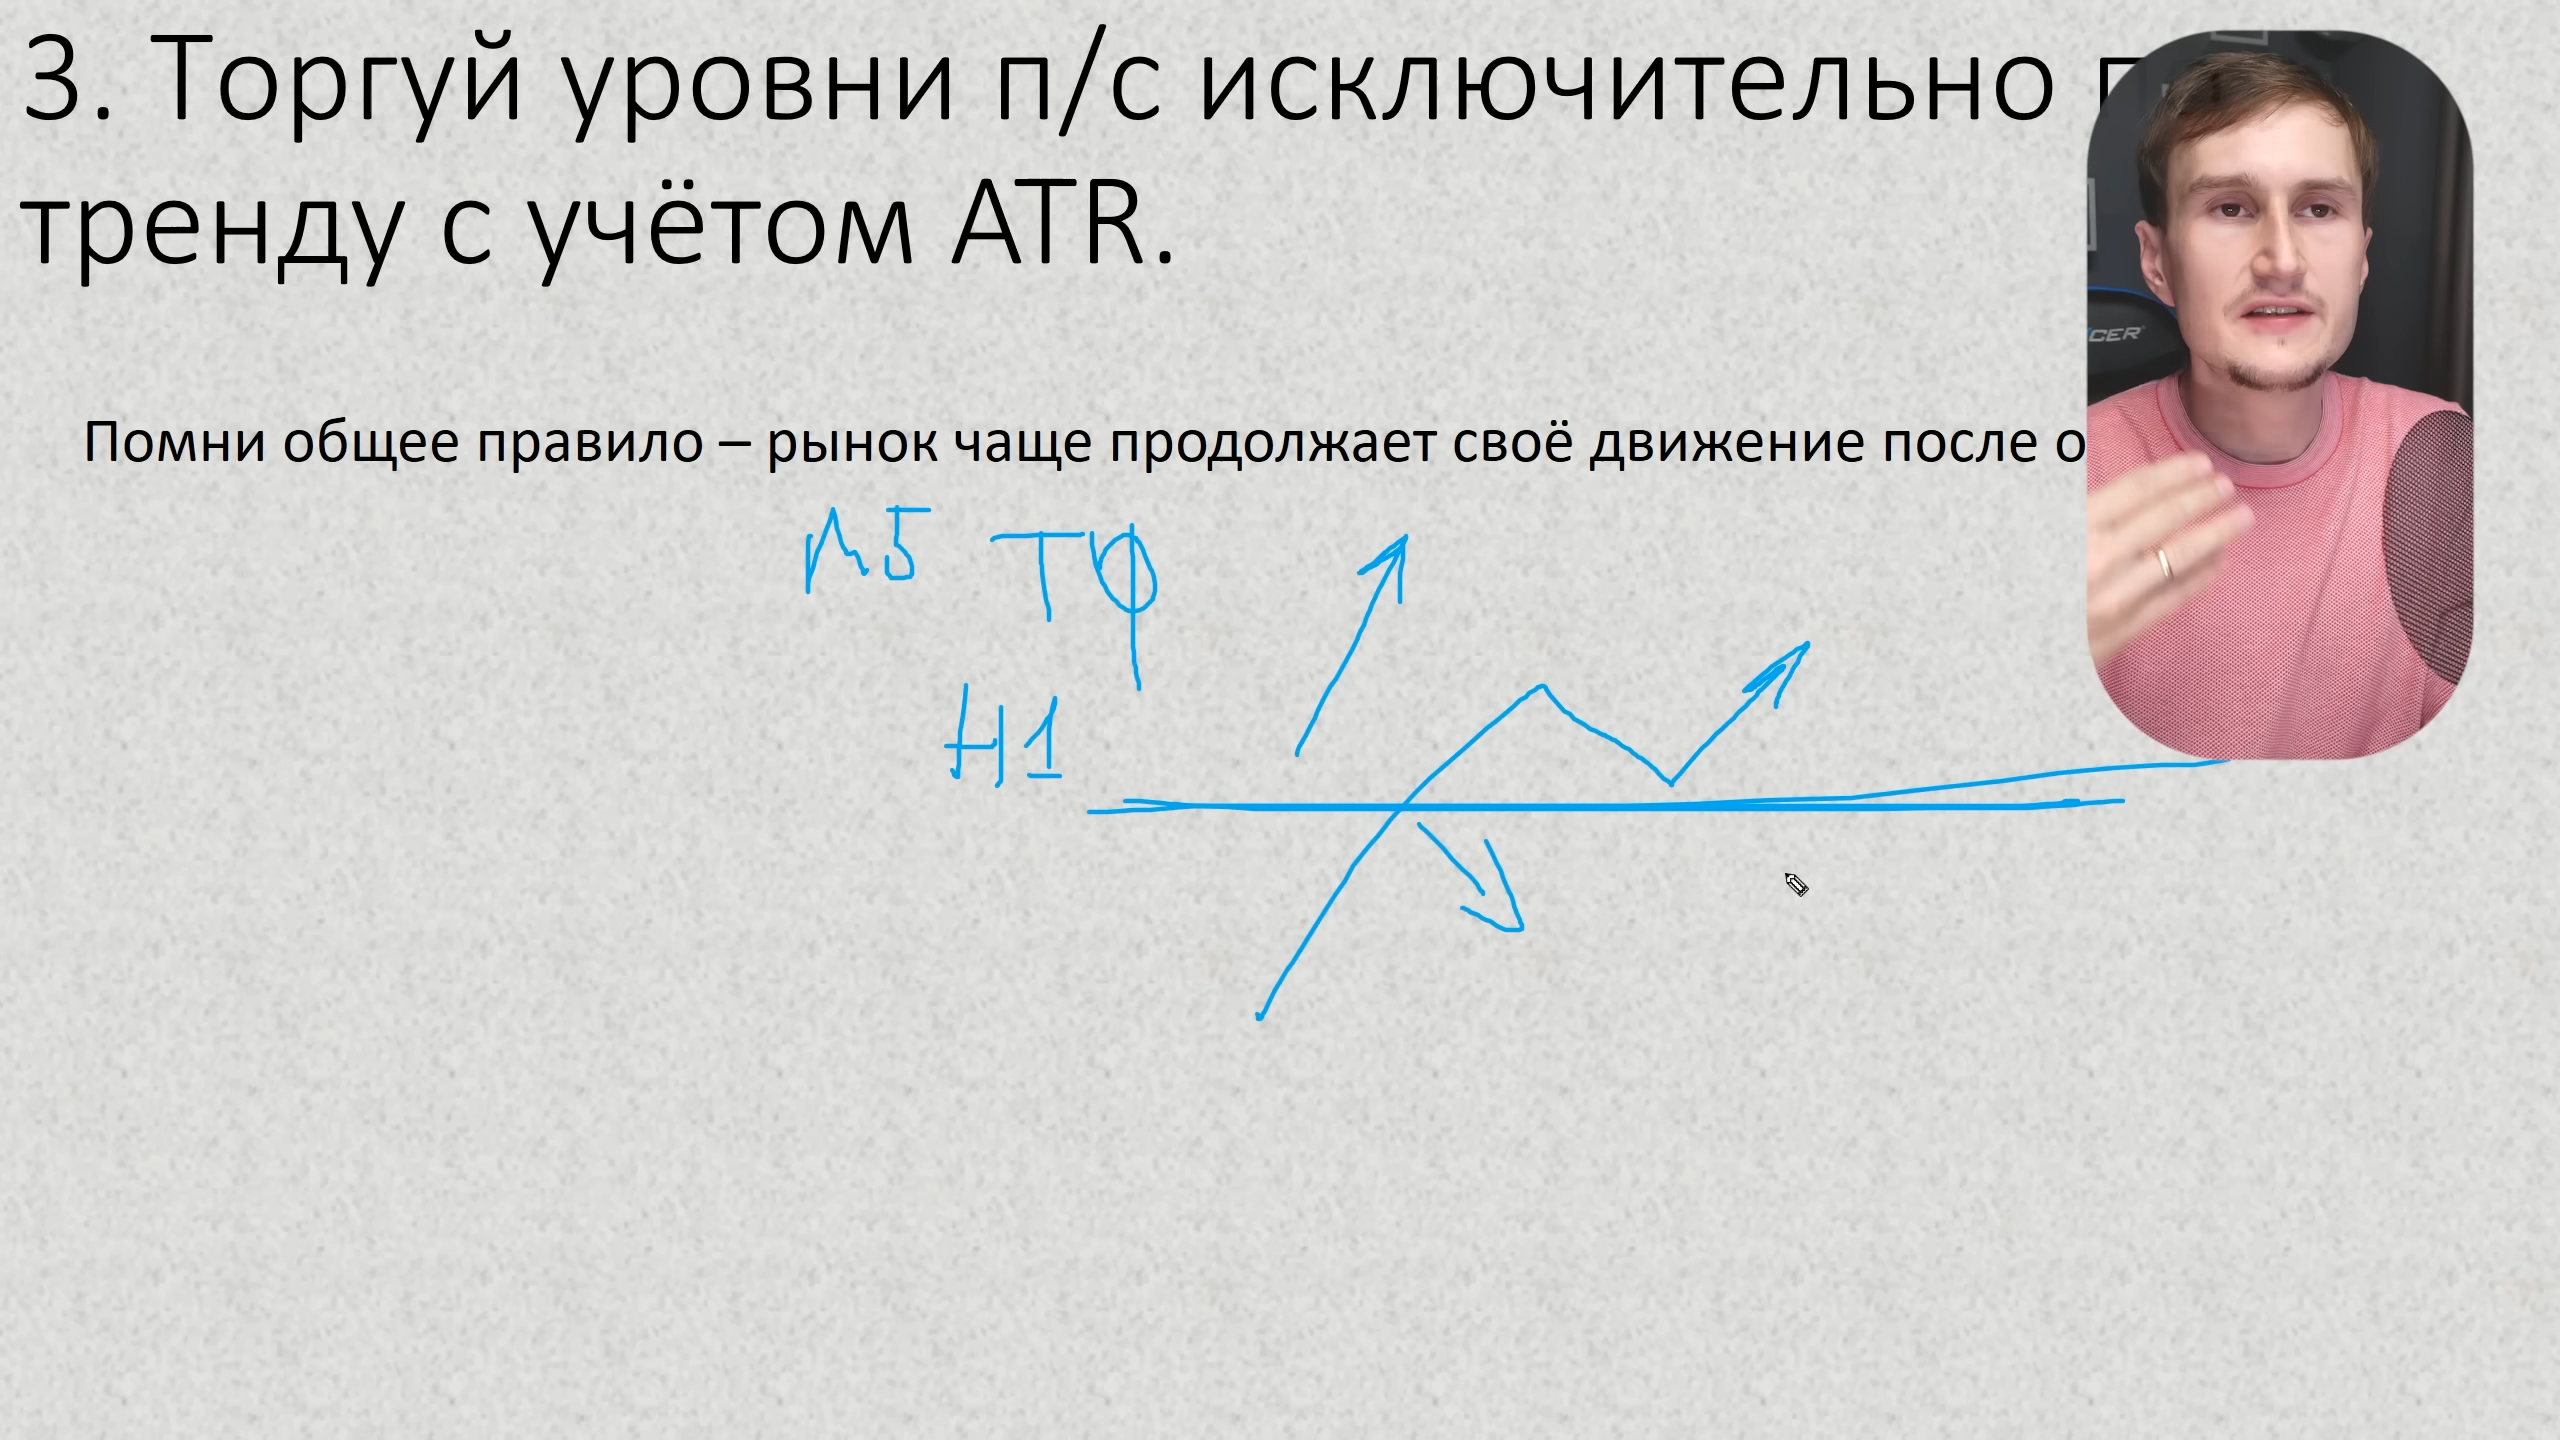 3. Торгуй уровни п/с исключительно
тренду с учётом ATR.
Помни общее правило – рынок чаще продолжает своё движение после о
М5 ТФ
Н1
CER